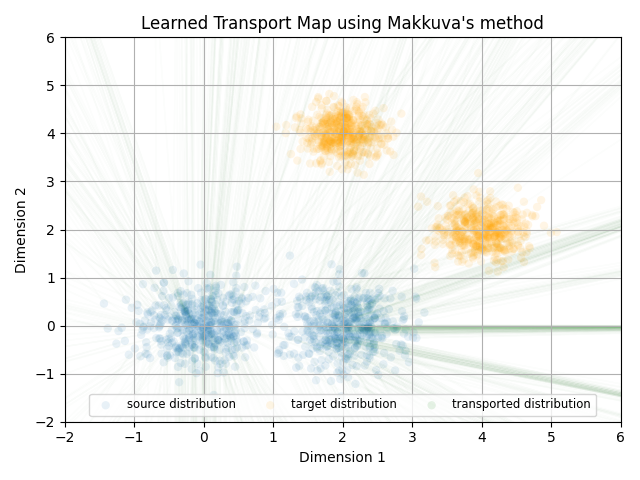 Learned Transport Map using Makkuva's method
6
5
4
3
2
1
0
−1
−2
Dimension 2
source distribution target distribution transported distribution
−2 −1 0 1 2 3 4 5 6
Dimension 1